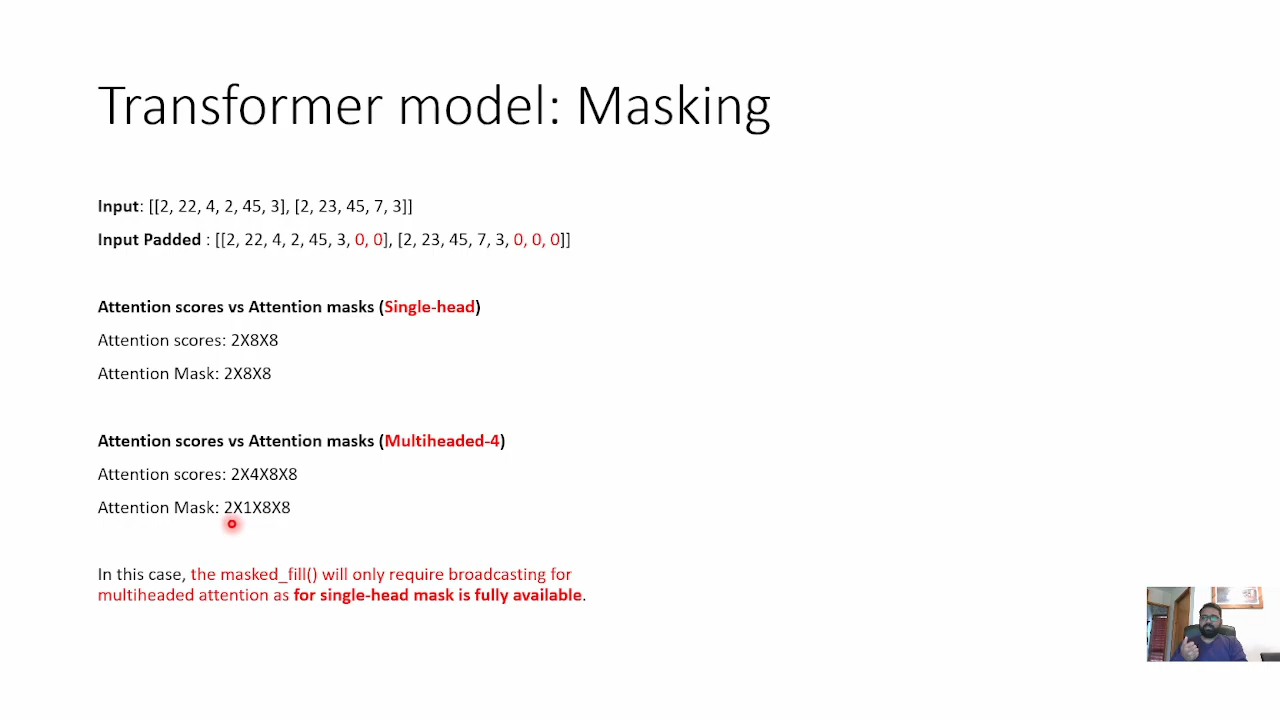 Transformer model: Masking
Input: [[2, 22, 4, 2, 45, 3], [2, 23, 45, 7, 3]]
Input Padded : [[2, 22, 4, 2, 45, 3, 0, 0], [2, 23, 45, 7, 3, 0, 0, 0]]
Attention scores vs Attention masks (Single-head)
Attention scores: 2X8X8
Attention Mask: 2X8X8
Attention scores vs Attention masks (Multiheaded-4)
Attention scores: 2X4X8X8
Attention Mask: 2X1X8X8
In this case, the masked_fill() will only require broadcasting for
multiheaded attention as for single-head mask is fully available.